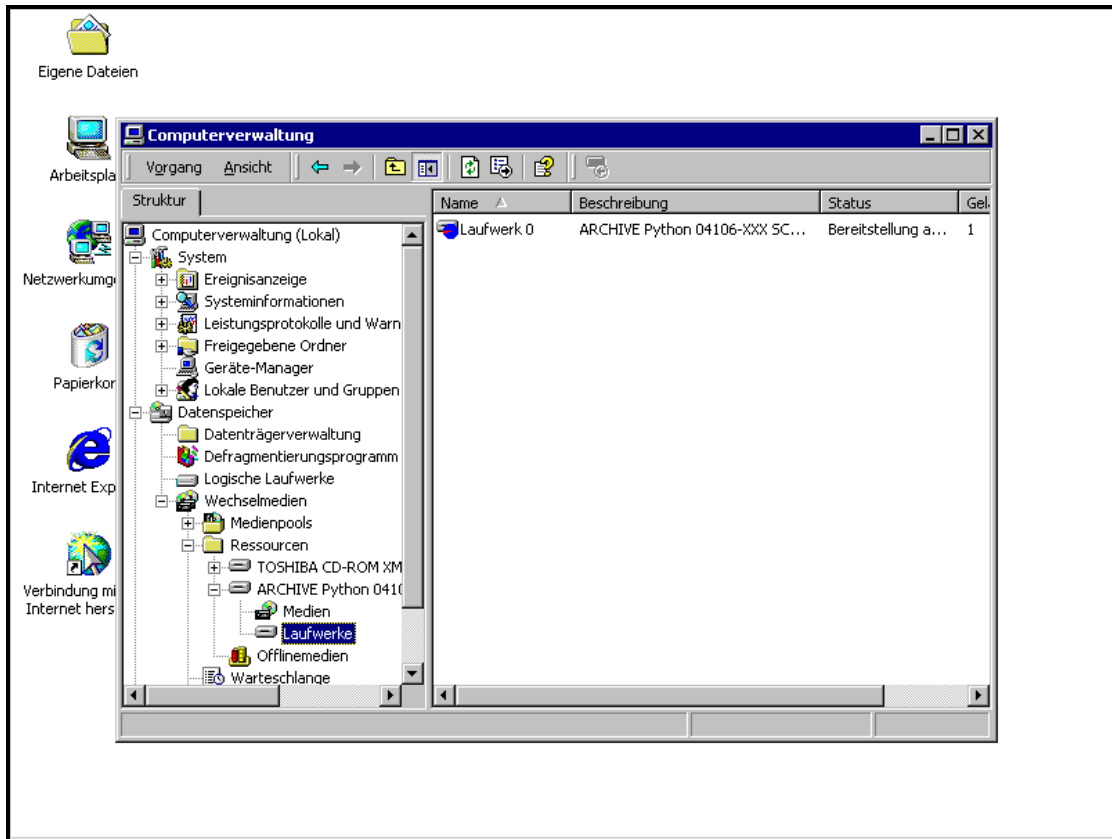 Eigene Dateien
Arbeitspla
Netzwerkumg
Papierkor
Internet Exp
Verbindung mi
Internet hers
Computerverwaltung
Vorgang Ansicht
Struktur
Computerverwaltung (Lokal)
System
Ereignisanzeige
Systeminformationen
Leistungsprotokolle und Warn
Freigegebene Ordner
Geräte-Manager
Lokale Benutzer und Gruppen
Datenspeicher
Datenträgerverwaltung
Defragmentierungsprogramm
Logische Laufwerke
Wechselmedien
Medienpools
Ressourcen
TOSHIBA CD-ROM XM
ARCHIVE Python 041
Medien
Laufwerke
Offlinemedien
Warteschlange
Name Beschreibung Status Gel
Laufwerk 0 ARCHIVE Python 04106-XXX SC... Bereitstellung a... 1